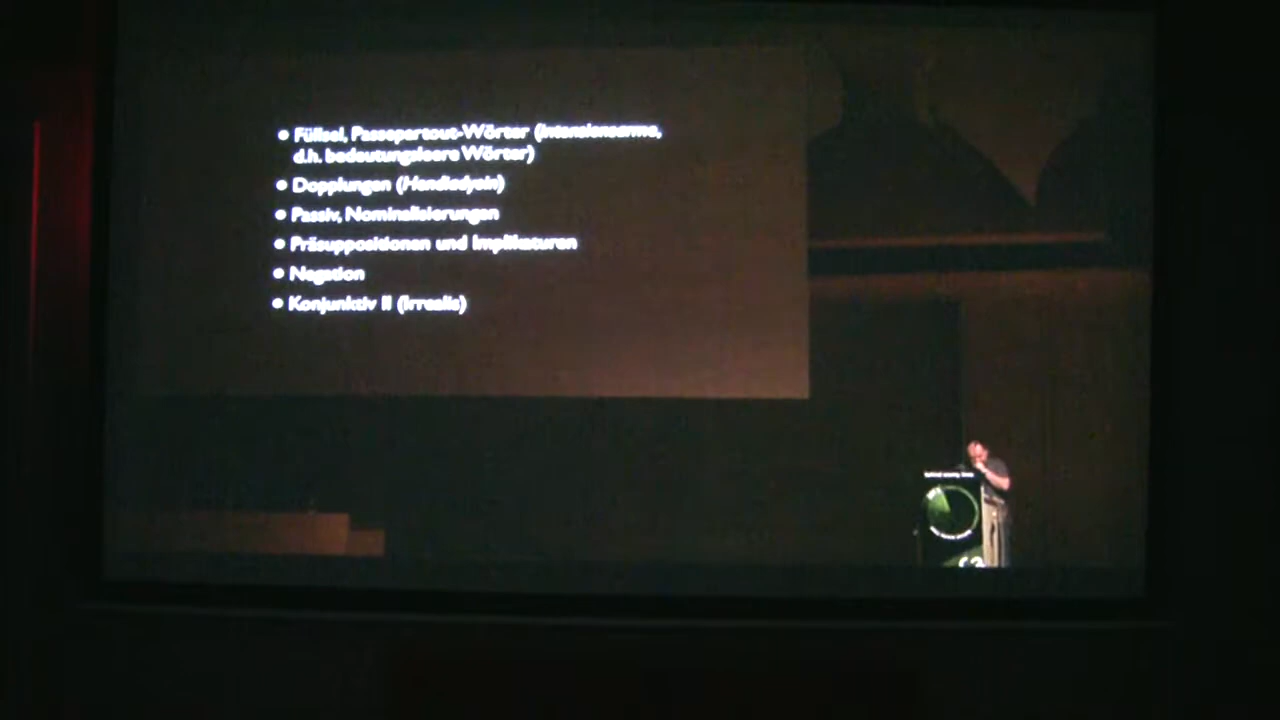 • Füllsel, Passepartout-Wörter (intensionsarme,
d.h. bedeutungsleere Wörter)
• Dopplungen (Hendiadyoin)
• Passiv, Nominalisierungen
• Präsuppositionen und Implikaturen
• Negation
• Konjunktiv II (Irrealis)